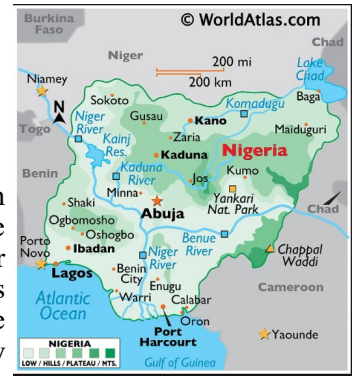 © WorldAtlas.com
Burkina
Faso
Niger
Chad
200 mi
200 km
Lake
Chad
Niamey
N
Sokoto
Gusau
Kano
Komadugu
Baga
Niger
River
Zaria
Maiduguri
Togo
Kainj
Res.
Kaduna
Nigeria
Kaduna
River
Jos
Kumo
Benin
Minna
Yankari
Nat. Park
Abuja
Chad
Shaki
Ogbomosho
Oshogbo
Benue
River
Porto
Novo
Ibadan
Niger
River
Chappal
Waddi
Lagos
Benin
City
Enugu
Cameroon
Atlantic
Ocean
Warri
Calabar
Oron
Port
Harcourt
Yaounde
NIGERIA
LOW / HILLS / PLATEAU / MTS.
Gulf of Guinea